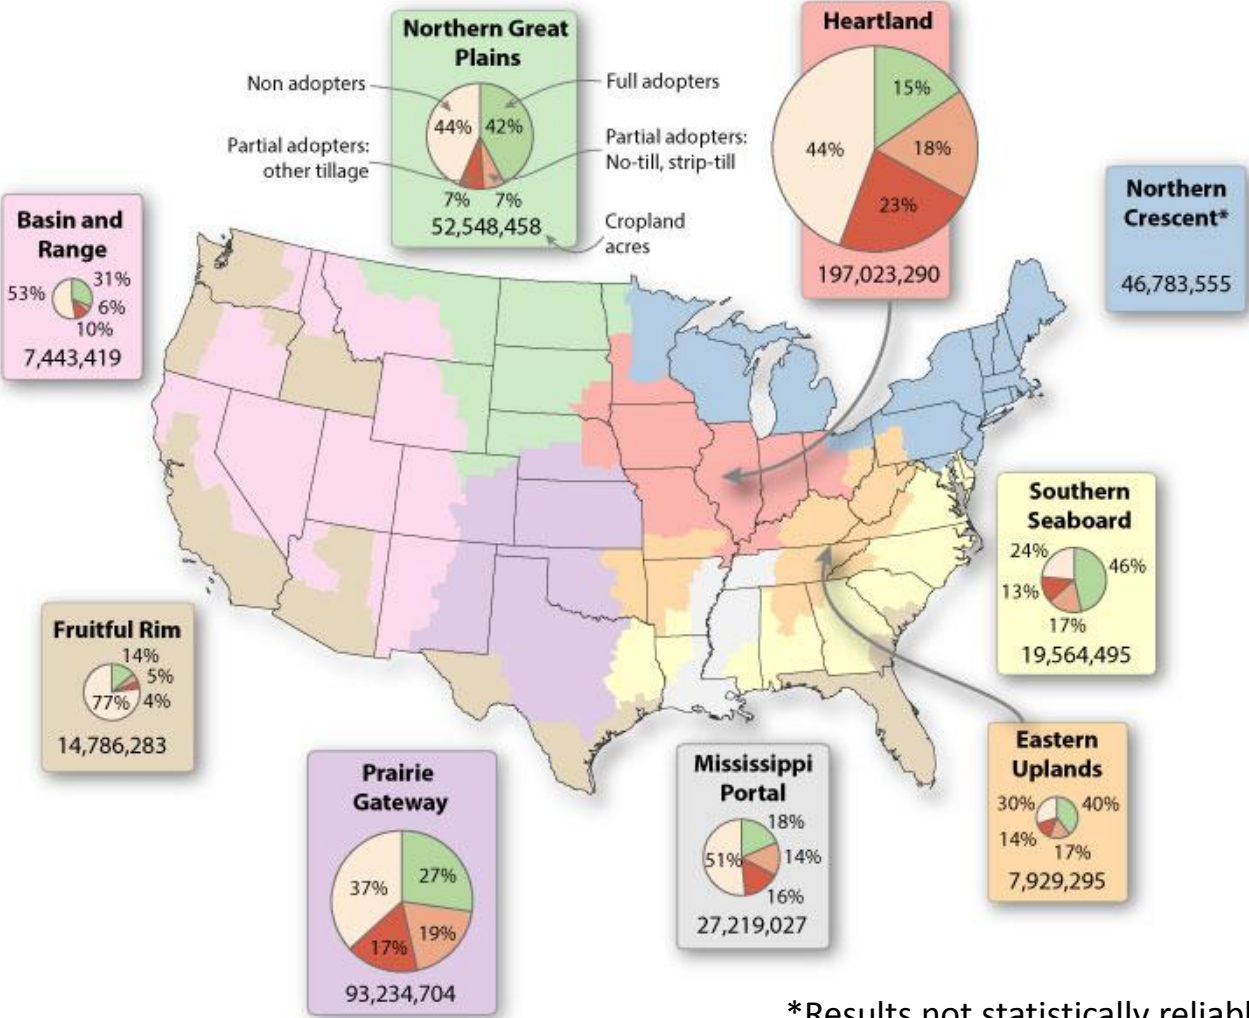 Northern Great
Plains
Non adopters
Full adopters
44%
42%
Partial adopters:
other tillage
Partial adopters:
No-till, strip-till
7%
7%
52,548,458
Cropland
acres
Heartland
15%
44%
18%
23%
197,023,290
Northern
Crescent*
46,783,555
Basin and
Range
53%
31%
6%
10%
7,443,419
Southern
Seaboard
24%
46%
13%
17%
19,564,495
Fruitful Rim
14%
5%
77%
4%
14,786,283
Prairie
Gateway
37%
27%
17%
19%
93,234,704
Mississippi
Portal
18%
51%
14%
16%
27,219,027
Eastern
Uplands
30%
40%
14%
17%
7,929,295
*Results not statistically